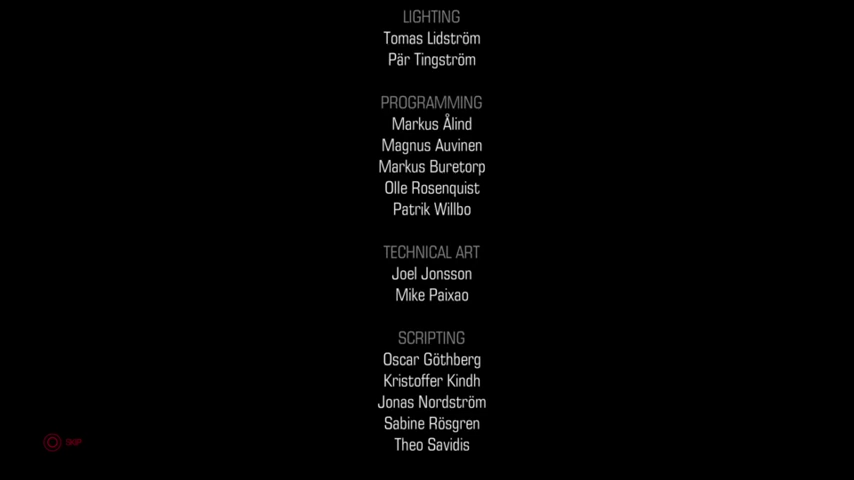 LIGHTING
Tomas Lidström
Pär Tingström
PROGRAMMING
Markus Ålind
Magnus Auvinen
Markus Buretorp
Olle Rosenquist
Patrik Willbo
TECHNICAL ART
Joel Jonsson
Mike Paixao
SCRIPTING
Oscar Göthberg
Kristoffer Kindh
Jonas Nordström
Sabine Rösgren
Theo Savidis
SKIP